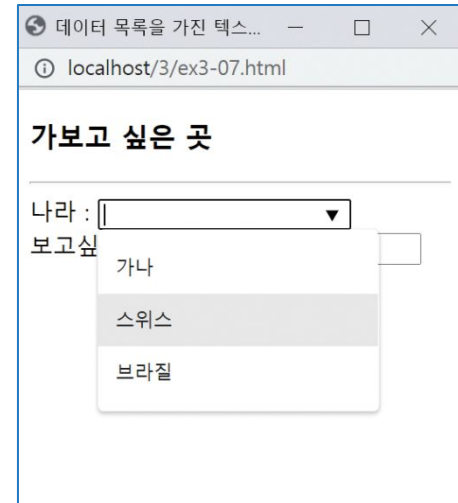 데이터 목록을 가진 텍스...
localhost/3/ex3-07.html
가보고 싶은 곳
나라 :
보고싶
가나
스위스
브라질